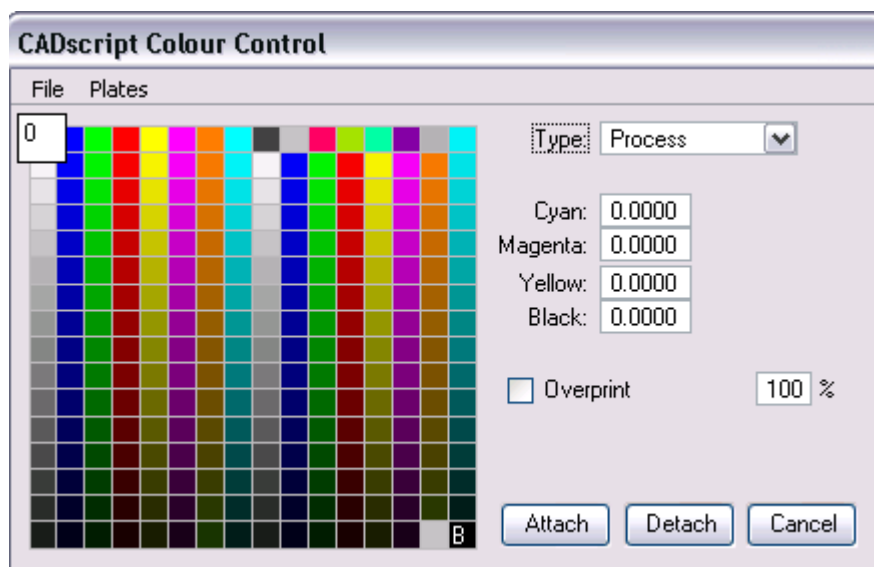 CADscript Colour Control
File Plates
0
Type: Process
Cyan: 0.0000
Magenta: 0.0000
Yellow: 0.0000
Black: 0.0000
Overprint 100 %
B
Attach Detach Cancel